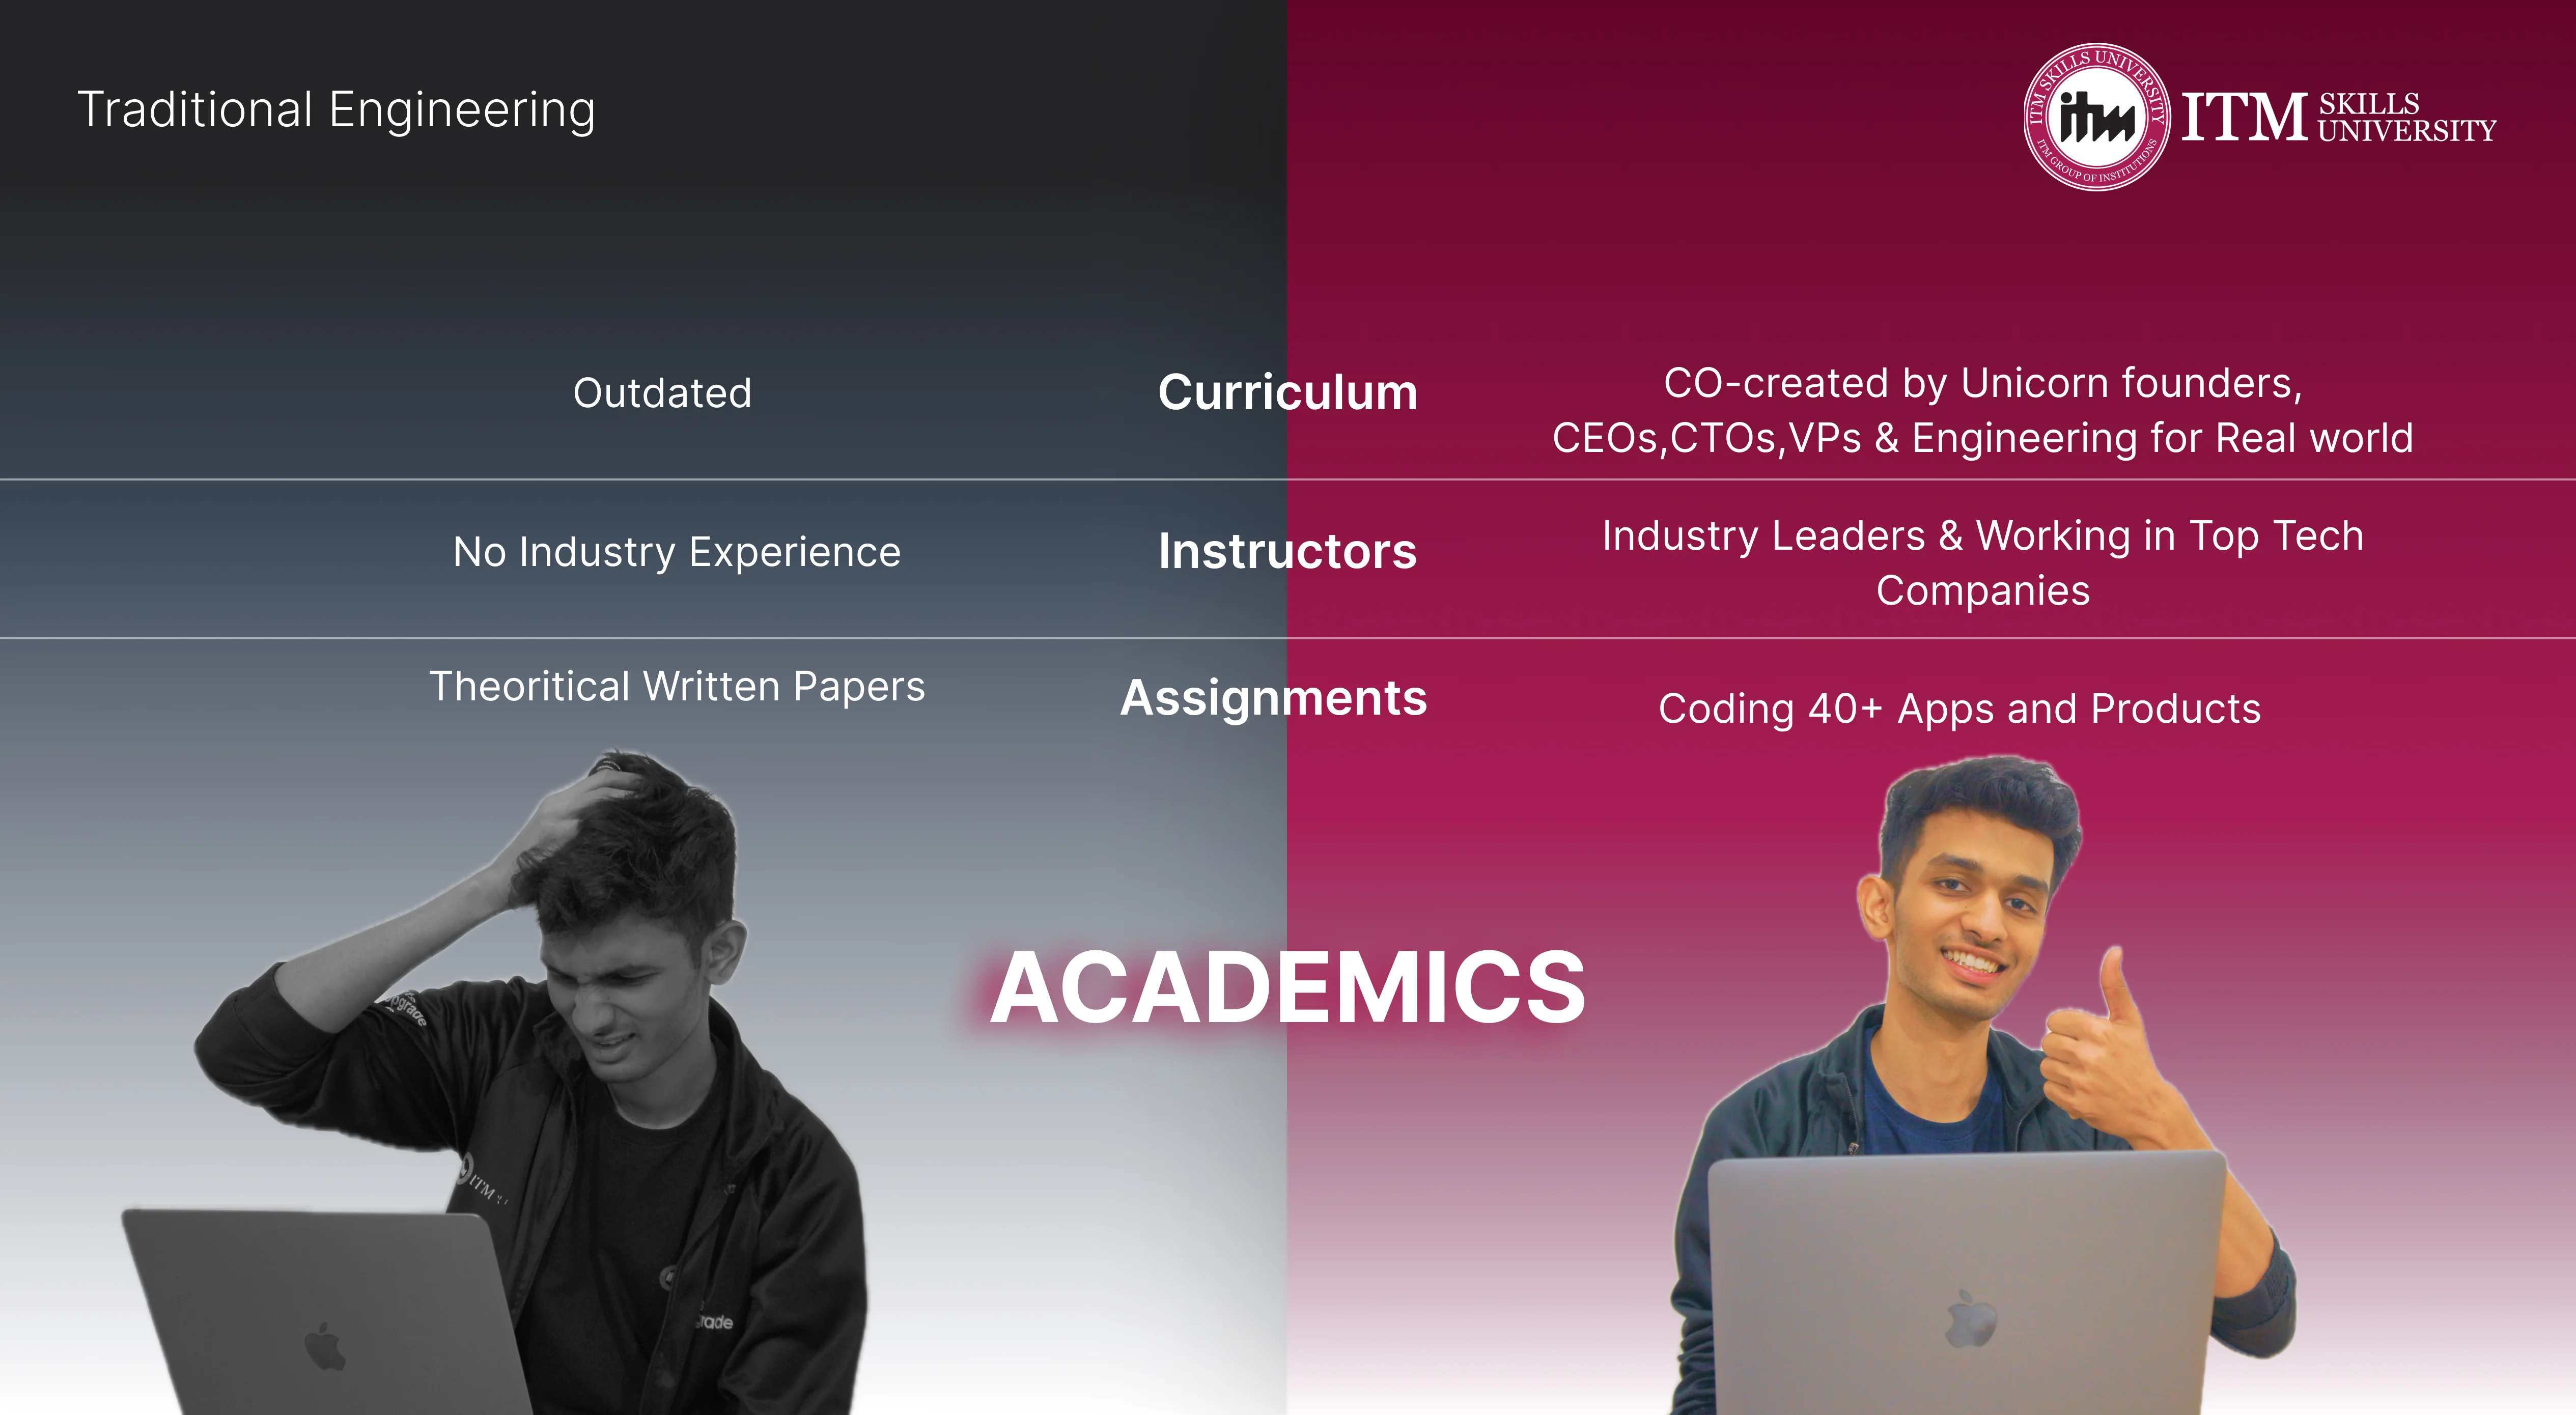 Traditional Engineering
ITM SKILLS UNIVERSITY
itm
ITM GROUP OF INSTITUTIONS
ITM SKILLS
UNIVERSITY
Outdated
Curriculum
CO-created by Unicorn founders,
CEOs,CTOs,VPs & Engineering for Real world
No Industry Experience
Instructors
Industry Leaders & Working in Top Tech
Companies
Theoritical Written Papers
Assignments
Coding 40+ Apps and Products
ACADEMICS
ITM